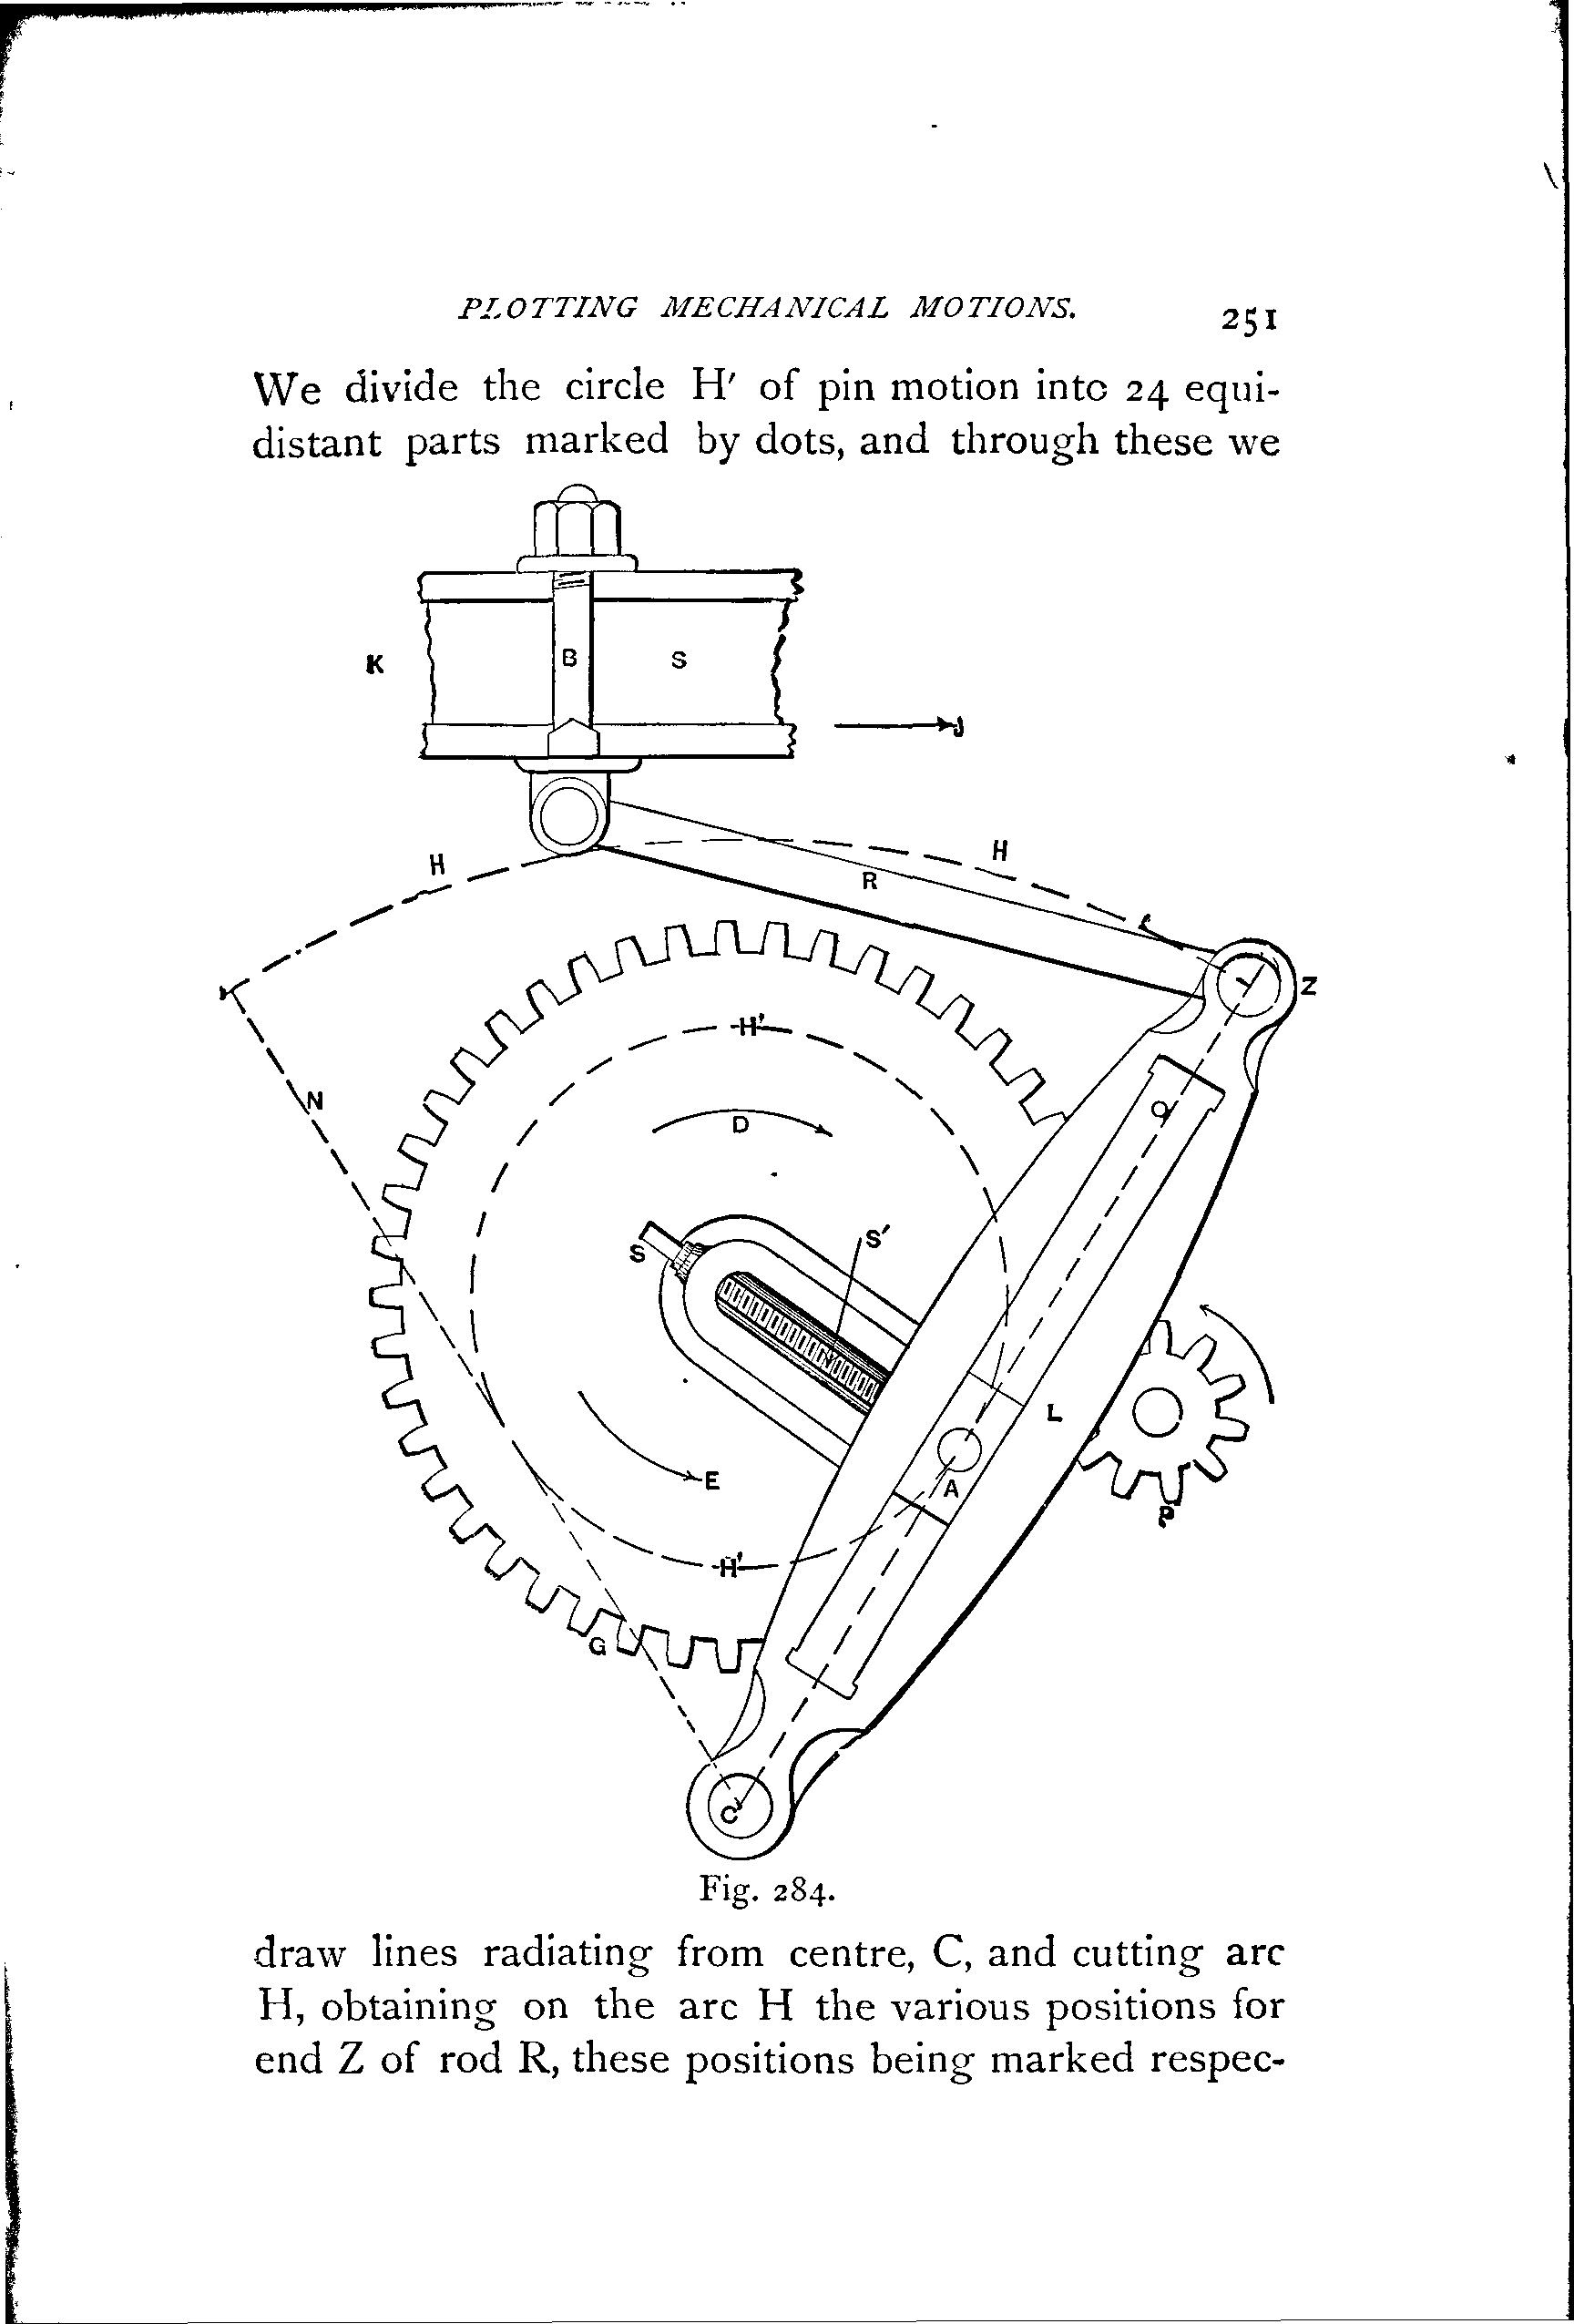 PLOTTING MECHANICAL MOTIONS. 251
We divide the circle H′ of pin motion into 24 equi-
distant parts marked by dots, and through these we
K
B
S
J
H
H
R
Z
H′
N
D
O
S
S′
L
E
A
P
H′
G
C
Fig. 284.
draw lines radiating from centre, C, and cutting arc
H, obtaining on the arc H the various positions for
end Z of rod R, these positions being marked respec-